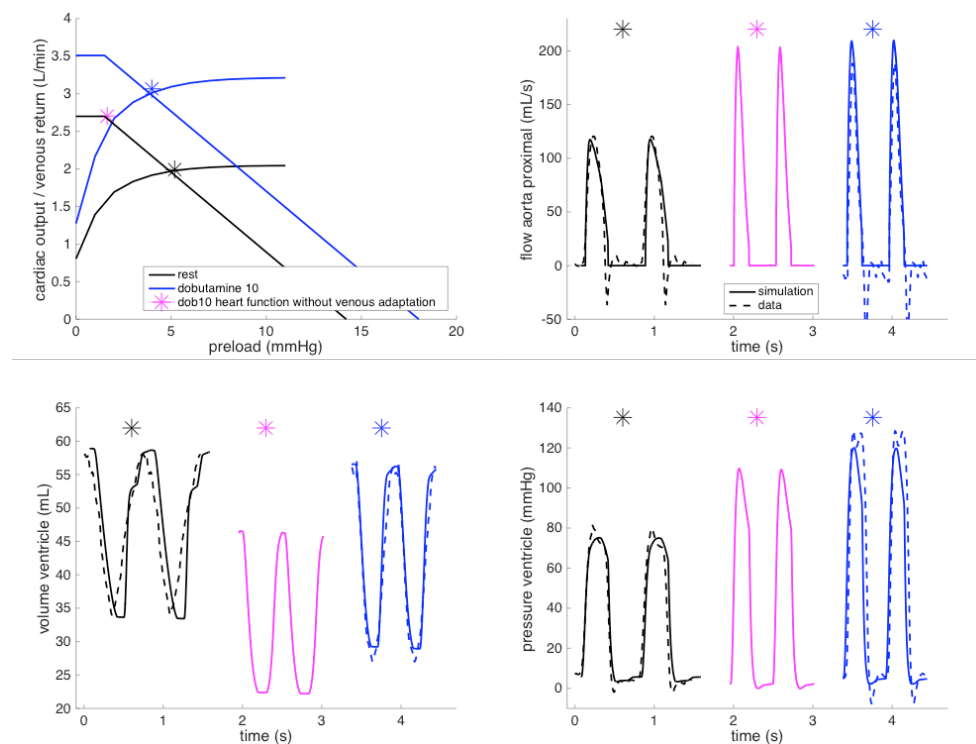 4
3.5
3
2.5
2
1.5
1
0.5
0
cardiac output / venous return (L/min)
rest
dobutamine 10
dob10 heart function without venous adaptation
0 5 10 15 20
preload (mmHg)
200
150
100
50
0
-50
flow aorta proximal (mL/s)
simulation
data
0 1 2 3 4
time (s)
65
60
55
50
45
40
35
30
25
20
volume ventricle (mL)
0 1 2 3 4
time (s)
140
120
100
80
60
40
20
0
pressure ventricle (mmHg)
0 1 2 3 4
time (s)